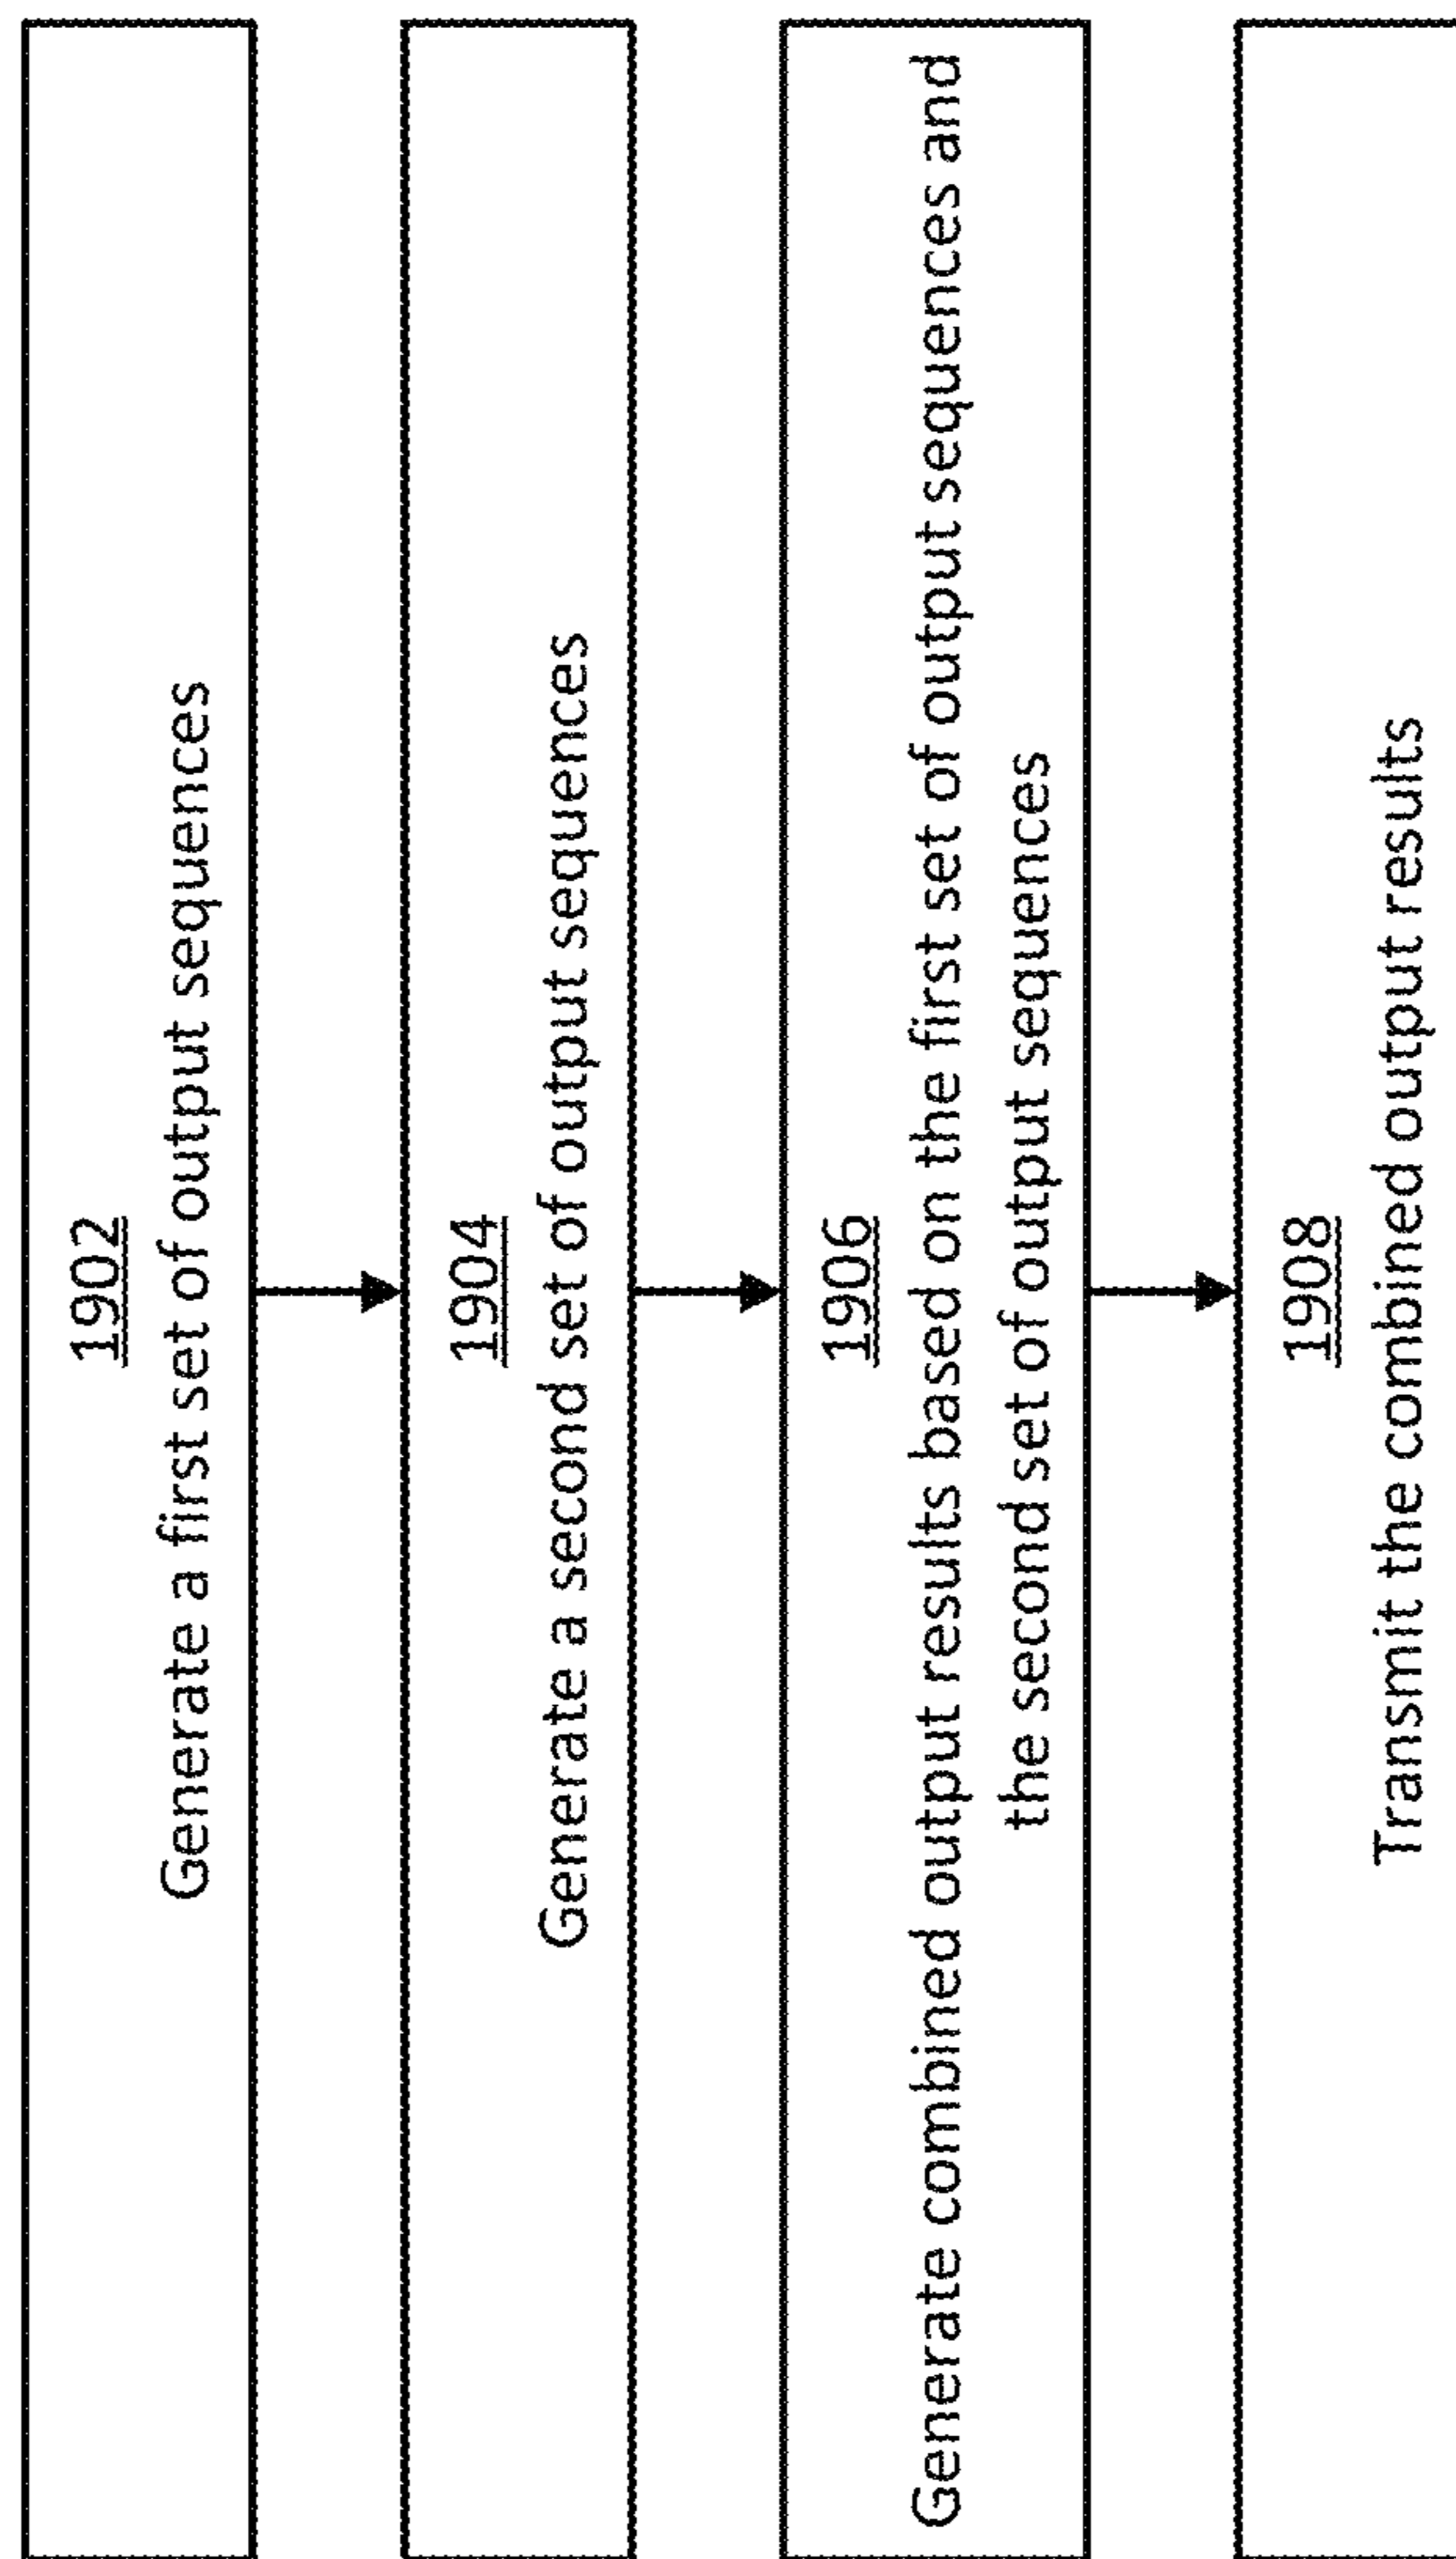 1902
Generate a first set of output sequences
1904
Generate a second set of output sequences
1906
Generate combined output results based on the first set of output sequences and
the second set of output sequences
1908
Transmit the combined output results